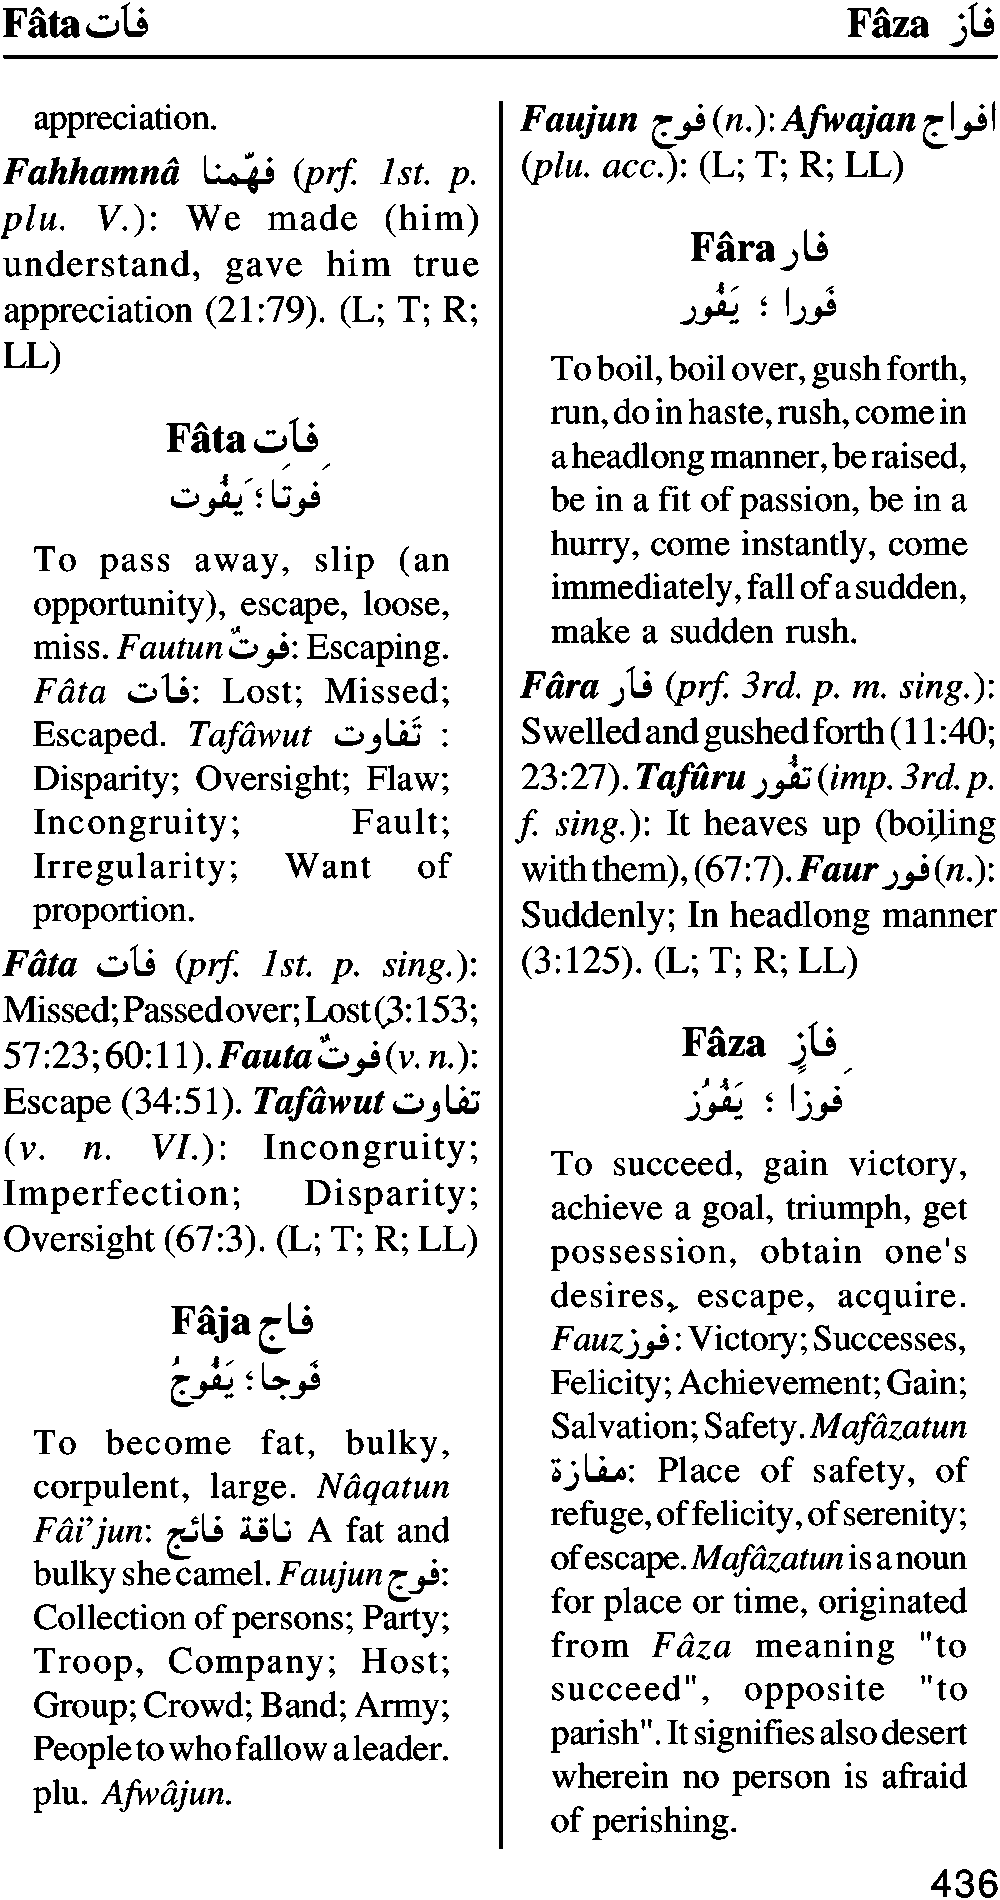 Fâta فاَت
Fâza فاَز
appreciation.
Fahhamnâ فهّمنا (prf. 1st. p.
plu. V.): We made (him)
understand, gave him true
appreciation (21:79). (L; T; R;
LL)
Fâta فاَت
فوتَاِ؛ َيفُوت
To pass away, slip (an
opportunity), escape, loose,
miss. Fautun فوتٌ: Escaping.
Fâta فات: Lost; Missed;
Escaped. Tafâwut تَفاوت :
Disparity; Oversight; Flaw;
Incongruity; Fault;
Irregularity; Want of
proportion.
Fâta فاَت (prf. 1st. p. sing.):
Missed; Passed over; Lost (3:153;
57:23; 60:11). Fauta فوتٌ (v. n.):
Escape (34:51). Tafâwut تفاوت
(v. n. VI.): Incongruity;
Imperfection; Disparity;
Oversight (67:3). (L; T; R; LL)
Fâja فاج
فَوجا؛ يَفُوجُ
To become fat, bulky,
corpulent, large. Nâqatun
Fâi’jun: ناقة فائج A fat and
bulky she camel. Faujun فوج:
Collection of persons; Party;
Troop, Company; Host;
Group; Crowd; Band; Army;
People to who fallow a leader.
plu. Afwâjun.
Faujun فوج (n.): Afwajan افواج
(plu. acc.): (L; T; R; LL)
Fâra فار
فَورا ؛ يَفُور
To boil, boil over, gush forth,
run, do in haste, rush, come in
a headlong manner, be raised,
be in a fit of passion, be in a
hurry, come instantly, come
immediately, fall of a sudden,
make a sudden rush.
Fâra فاَر (prf. 3rd. p. m. sing.):
Swelled and gushed forth (11:40;
23:27). Tafûru تفُور (imp. 3rd. p.
f. sing.): It heaves up (boiling
with them), (67:7). Faur فور (n.):
Suddenly; In headlong manner
(3:125). (L; T; R; LL)
Fâza فاَز
فَوزا ؛ يَفُوُز
To succeed, gain victory,
achieve a goal, triumph, get
possession, obtain one's
desires, escape, acquire.
Fauz فوز: Victory; Successes,
Felicity; Achievement; Gain;
Salvation; Safety. Mafâzatun
مفازة: Place of safety, of
refuge, of felicity, of serenity;
of escape. Mafâzatun is a noun
for place or time, originated
from Fâza meaning "to
succeed", opposite "to
parish". It signifies also desert
wherein no person is afraid
of perishing.
436